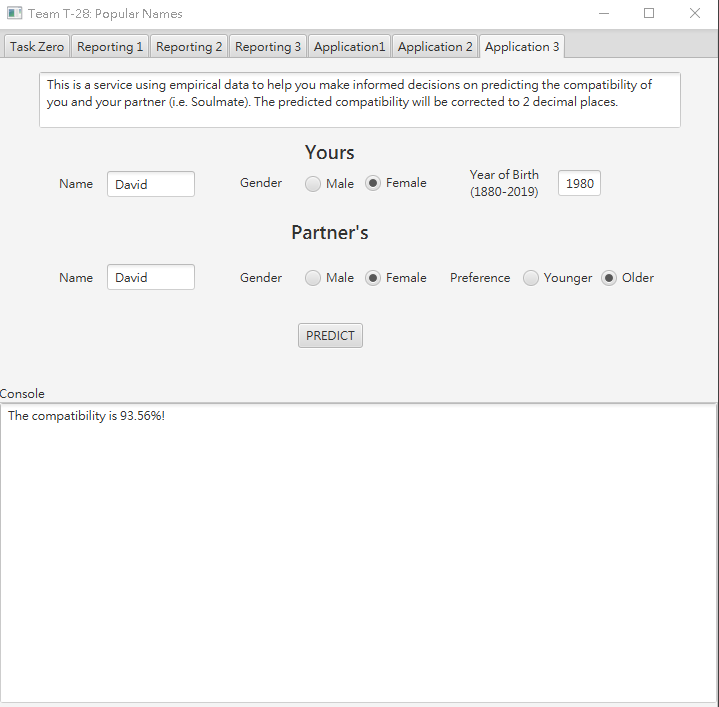 Team T-28: Popular Names
Task Zero Reporting 1 Reporting 2 Reporting 3 Application1 Application 2 Application 3
This is a service using empirical data to help you make informed decisions on predicting the compatibility of
you and your partner (i.e. Soulmate). The predicted compatibility will be corrected to 2 decimal places.
Yours
Name David Gender Male Female Year of Birth
(1880-2019) 1980
Partner's
Name David Gender Male Female Preference Younger Older
PREDICT
Console
The compatibility is 93.56%!